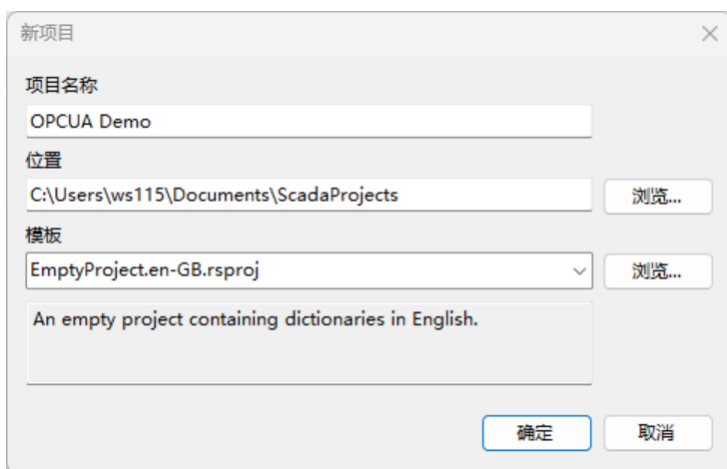 新项目
项目名称
OPCUA Demo
位置
C:\Users\ws115\Documents\ScadaProjects
浏览...
模板
EmptyProject.en-GB.rsproj
浏览...
An empty project containing dictionaries in English.
确定
取消